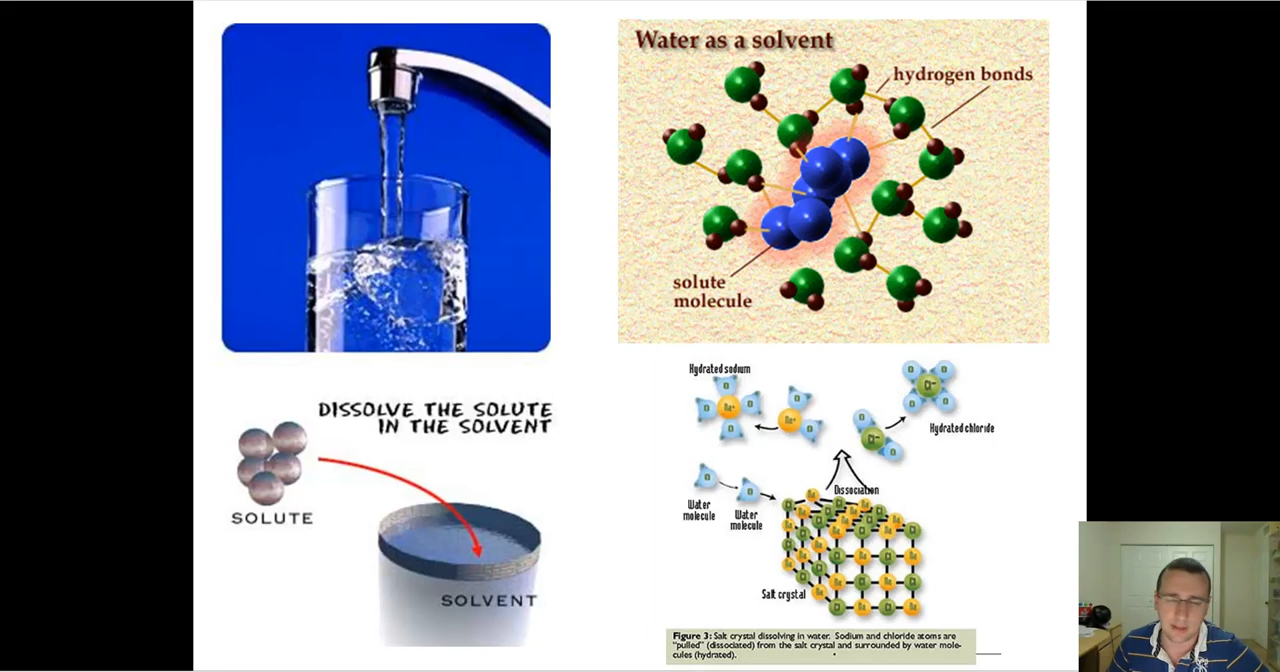 Water as a solvent
hydrogen bonds
solute
molecule
DISSOLVE THE SOLUTE
IN THE SOLVENT
SOLUTE
SOLVENT
Hydrated sodium
Na+
Na+
Cl-
Cl-
Hydrated chloride
Water
molecule
Water
molecule
Dissociation
Salt crystal
Figure 3: Salt crystal dissolving in water. Sodium and chloride atoms are
"pulled" (dissociated) from the salt crystal and surrounded by water mole-
cules (hydrated).